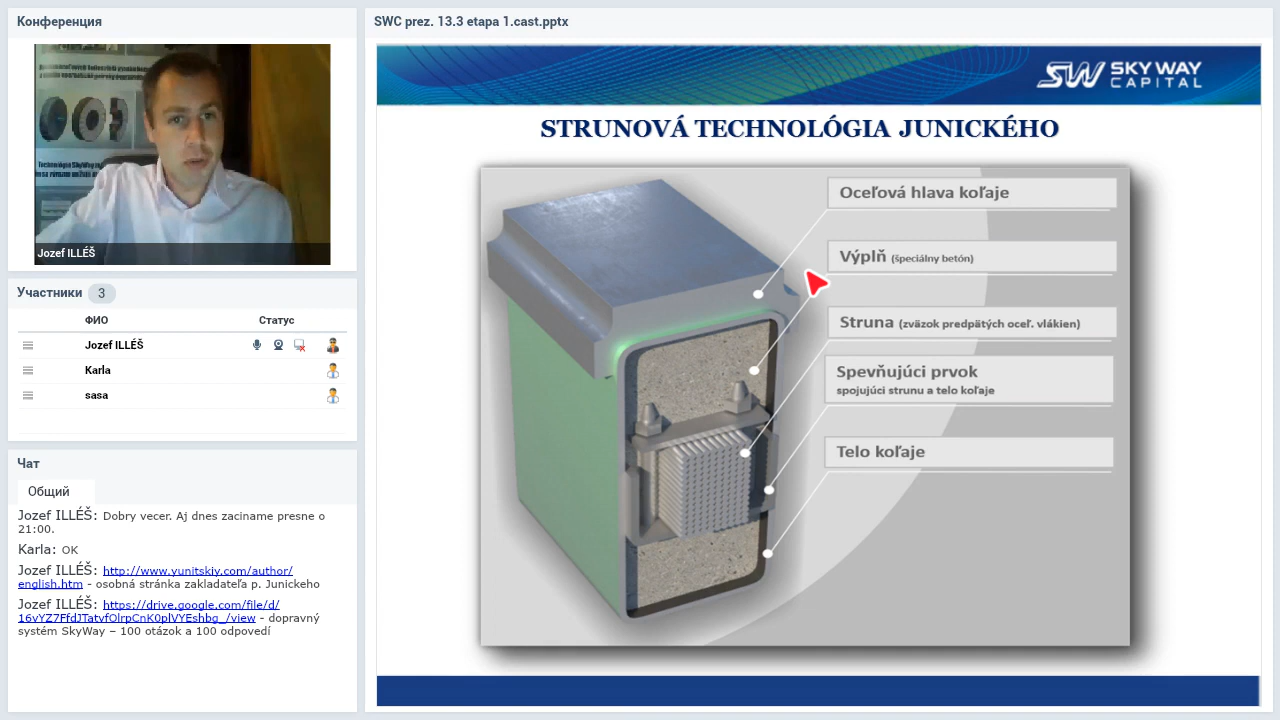 Конференция
Jozef ILLÉŠ
Участники 3
ФИО Статус
Jozef ILLÉŠ
Karla
sasa
Чат
Общий
Jozef ILLÉŠ: Dobry vecer. Aj dnes zaciname presne o
21:00.
Karla: OK
Jozef ILLÉŠ: http://www.yunitskiy.com/author/
english.htm - osobná stránka zakladateľa p. Junickeho
Jozef ILLÉŠ: https://drive.google.com/file/d/
16vYZ7FfdJTatvfOlrpCnK0plVYEshbg_/view - dopravný
systém SkyWay – 100 otázok a 100 odpovedí
SWC prez. 13.3 etapa 1.cast.pptx
SW SKY WAY
CAPITAL
STRUNOVÁ TECHNOLÓGIA JUNICKÉHO
Oceľová hlava koľaje
Výplň (špeciálny betón)
Struna (zväzok predpätých oceľ. vlákien)
Spevňujúci prvok
spojujúci strunu a telo koľaje
Telo koľaje